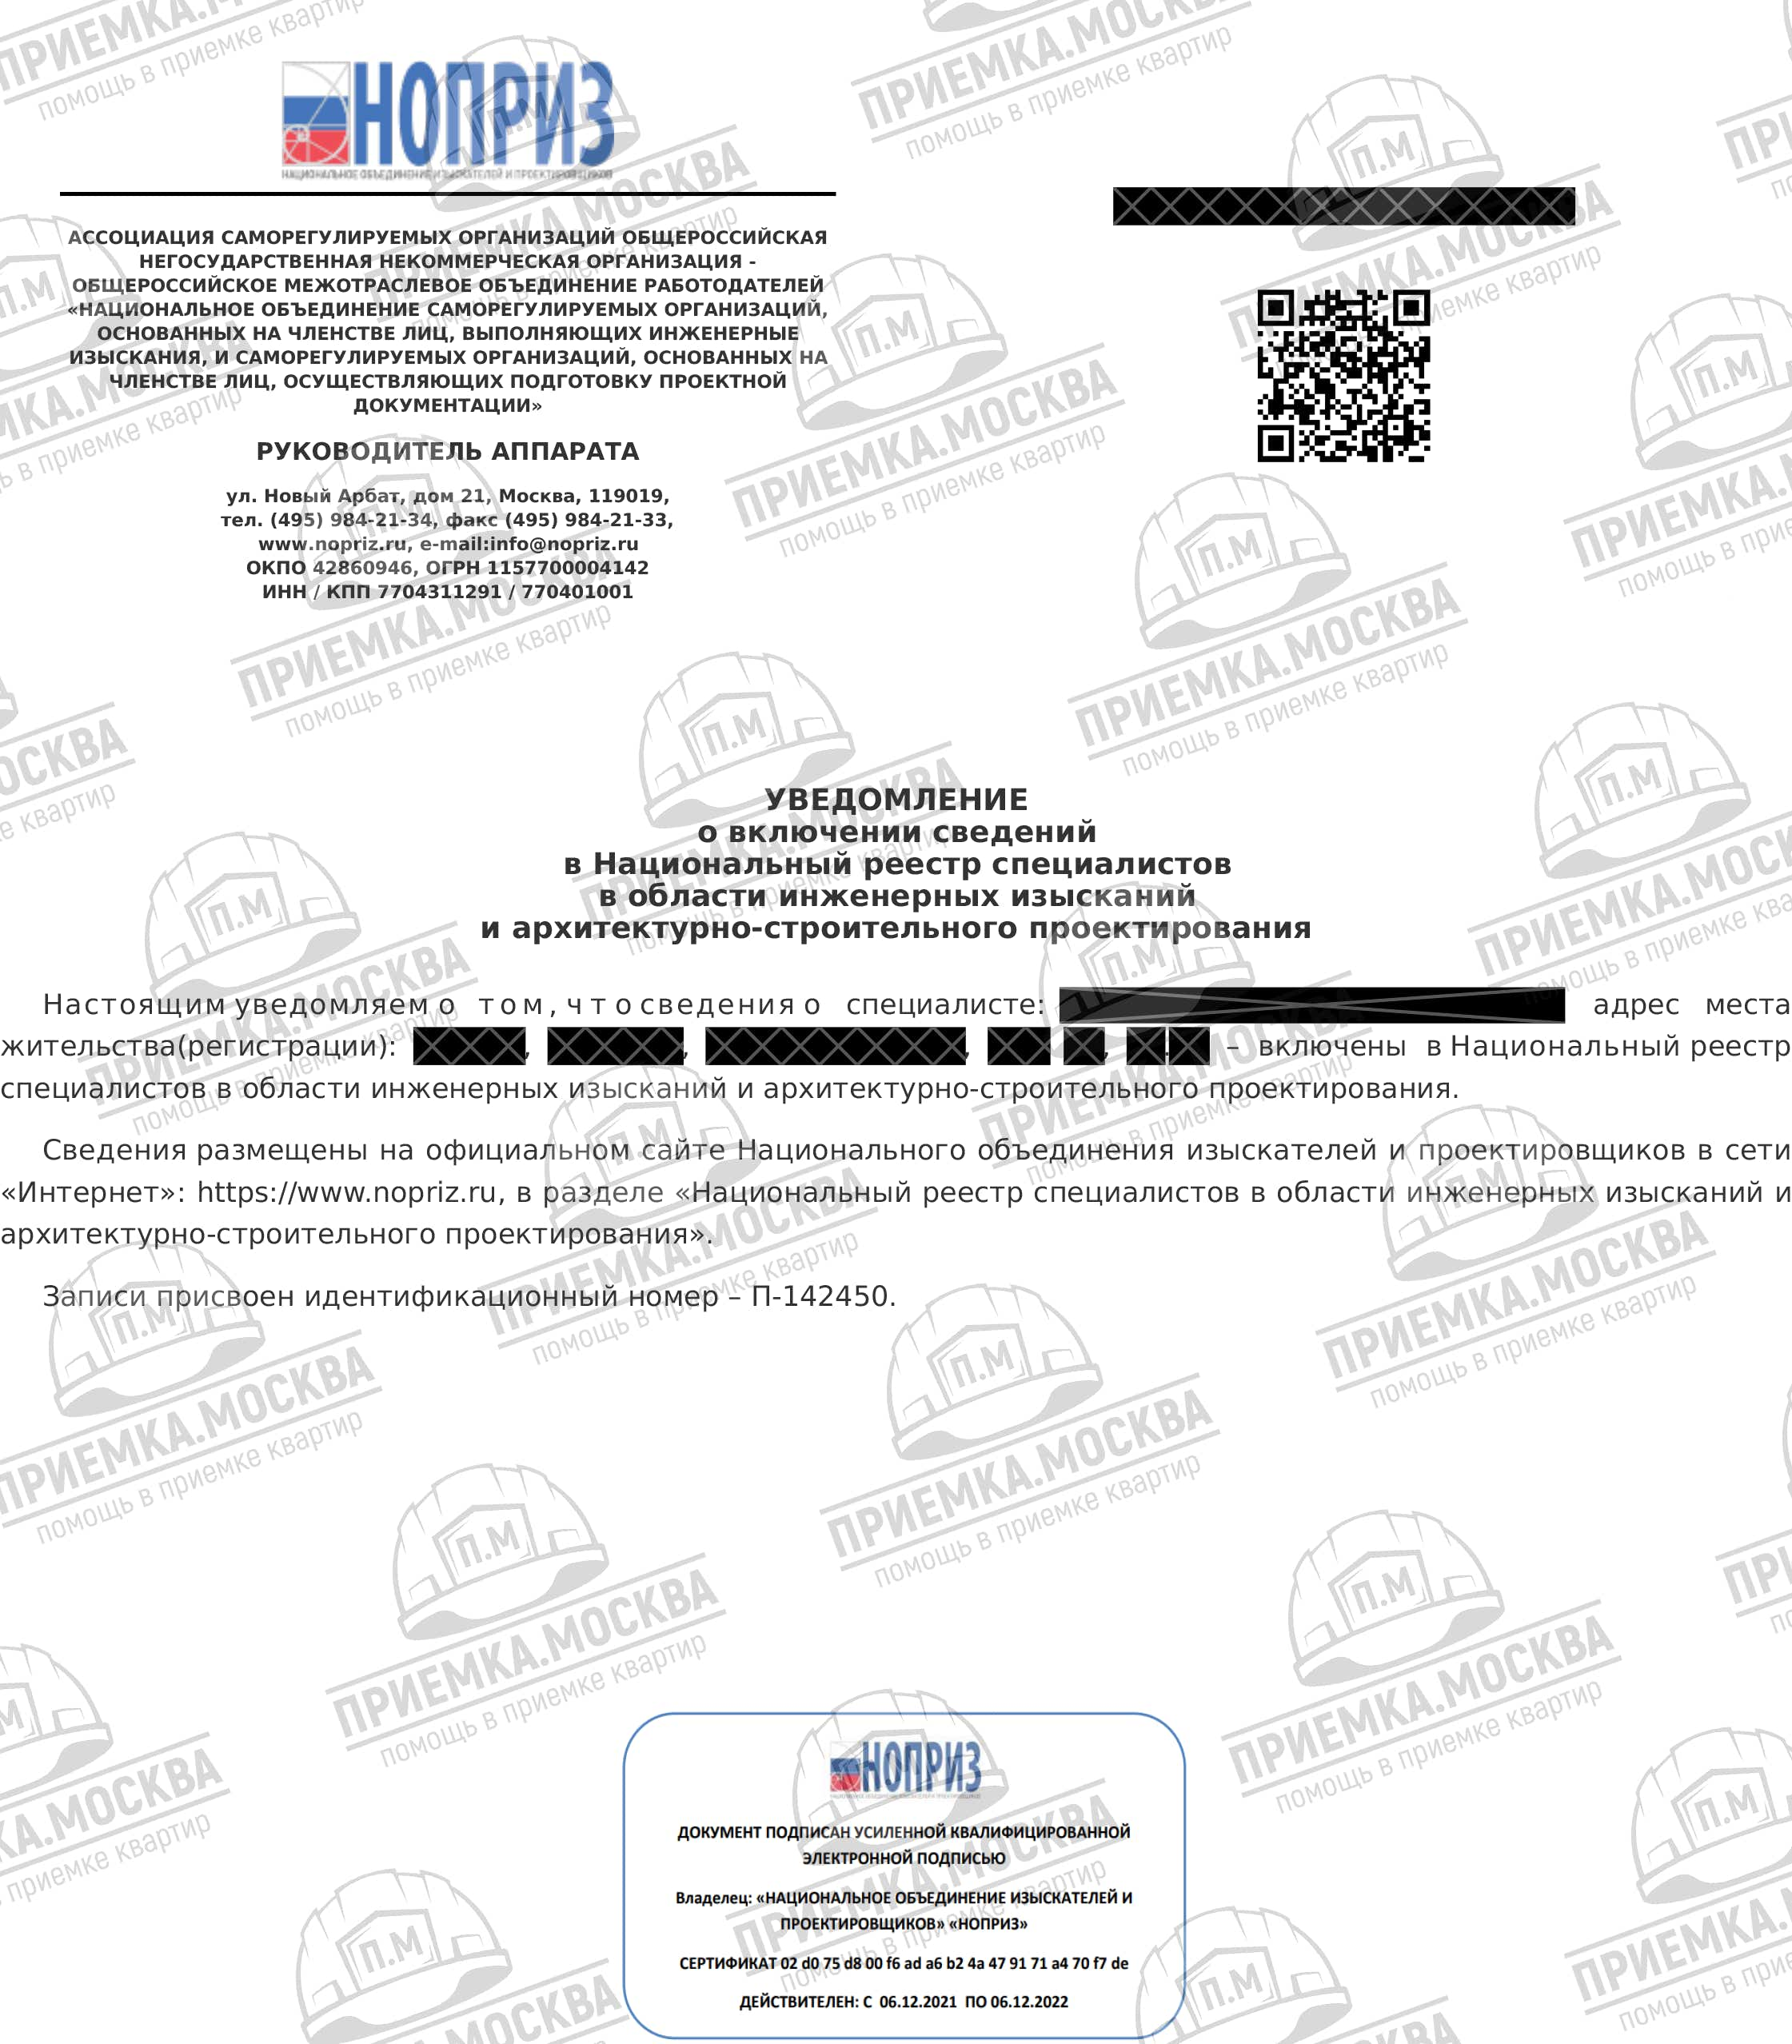 НОПРИЗ
НАЦИОНАЛЬНОЕ ОБЪЕДИНЕНИЕ ИЗЫСКАТЕЛЕЙ И ПРОЕКТИРОВЩИКОВ
АССОЦИАЦИЯ САМОРЕГУЛИРУЕМЫХ ОРГАНИЗАЦИЙ ОБЩЕРОССИЙСКАЯ
НЕГОСУДАРСТВЕННАЯ НЕКОММЕРЧЕСКАЯ ОРГАНИЗАЦИЯ -
ОБЩЕРОССИЙСКОЕ МЕЖОТРАСЛЕВОЕ ОБЪЕДИНЕНИЕ РАБОТОДАТЕЛЕЙ
«НАЦИОНАЛЬНОЕ ОБЪЕДИНЕНИЕ САМОРЕГУЛИРУЕМЫХ ОРГАНИЗАЦИЙ,
ОСНОВАННЫХ НА ЧЛЕНСТВЕ ЛИЦ, ВЫПОЛНЯЮЩИХ ИНЖЕНЕРНЫЕ
ИЗЫСКАНИЯ, И САМОРЕГУЛИРУЕМЫХ ОРГАНИЗАЦИЙ, ОСНОВАННЫХ НА
ЧЛЕНСТВЕ ЛИЦ, ОСУЩЕСТВЛЯЮЩИХ ПОДГОТОВКУ ПРОЕКТНОЙ
ДОКУМЕНТАЦИИ»
РУКОВОДИТЕЛЬ АППАРАТА
ул. Новый Арбат, дом 21, Москва, 119019,
тел. (495) 984-21-34, факс (495) 984-21-33,
www.nopriz.ru, e-mail:info@nopriz.ru
ОКПО 42860946, ОГРН 1157700004142
ИНН / КПП 7704311291 / 770401001
УВЕДОМЛЕНИЕ
о включении сведений
в Национальный реестр специалистов
в области инженерных изысканий
и архитектурно-строительного проектирования
Настоящим уведомляем о том, что сведения о специалисте: адрес места
жительства(регистрации): , , , , . – включены в Национальный реестр
специалистов в области инженерных изысканий и архитектурно-строительного проектирования.
Сведения размещены на официальном сайте Национального объединения изыскателей и проектировщиков в сети
«Интернет»: https://www.nopriz.ru, в разделе «Национальный реестр специалистов в области инженерных изысканий и
архитектурно-строительного проектирования».
Записи присвоен идентификационный номер – П-142450.
НОПРИЗ
ДОКУМЕНТ ПОДПИСАН УСИЛЕННОЙ КВАЛИФИЦИРОВАННОЙ
ЭЛЕКТРОННОЙ ПОДПИСЬЮ
Владелец: «НАЦИОНАЛЬНОЕ ОБЪЕДИНЕНИЕ ИЗЫСКАТЕЛЕЙ И
ПРОЕКТИРОВЩИКОВ» «НОПРИЗ»
СЕРТИФИКАТ 02 d0 75 d8 00 f6 ad a6 b2 4a 47 91 71 a4 70 f7 de
ДЕЙСТВИТЕЛЕН: С 06.12.2021 ПО 06.12.2022
П.М
ПРИЕМКА.МОСКВА
помощь в приемке квартир